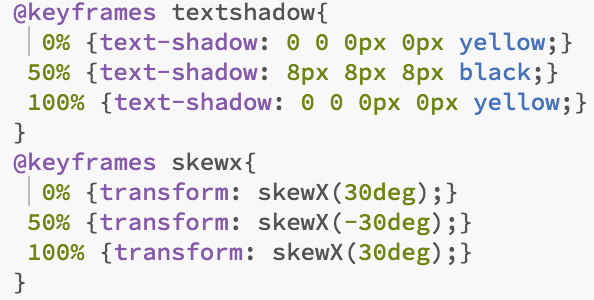 @keyframes textshadow{
0% {text-shadow: 0 0 0px 0px yellow;}
50% {text-shadow: 8px 8px 8px black;}
100% {text-shadow: 0 0 0px 0px yellow;}
}
@keyframes skewx{
0% {transform: skewX(30deg);}
50% {transform: skewX(-30deg);}
100% {transform: skewX(30deg);}
}